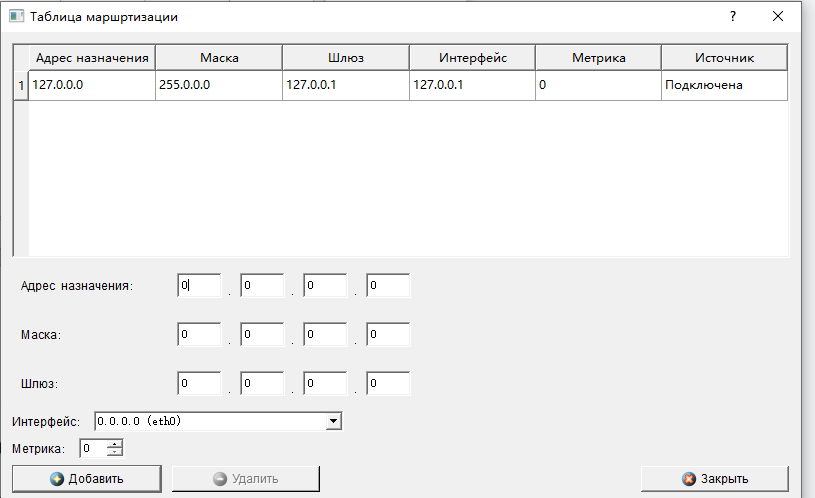 Таблица маршртизации ?
Адрес назначения Маска Шлюз Интерфейс Метрика Источник
1 127.0.0.0 255.0.0.0 127.0.0.1 127.0.0.1 0 Подключена
Адрес назначения: 0 . 0 . 0 . 0
Маска: 0 . 0 . 0 . 0
Шлюз: 0 . 0 . 0 . 0
Интерфейс: 0.0.0.0 (eth0)
Метрика: 0
Добавить Удалить Закрыть